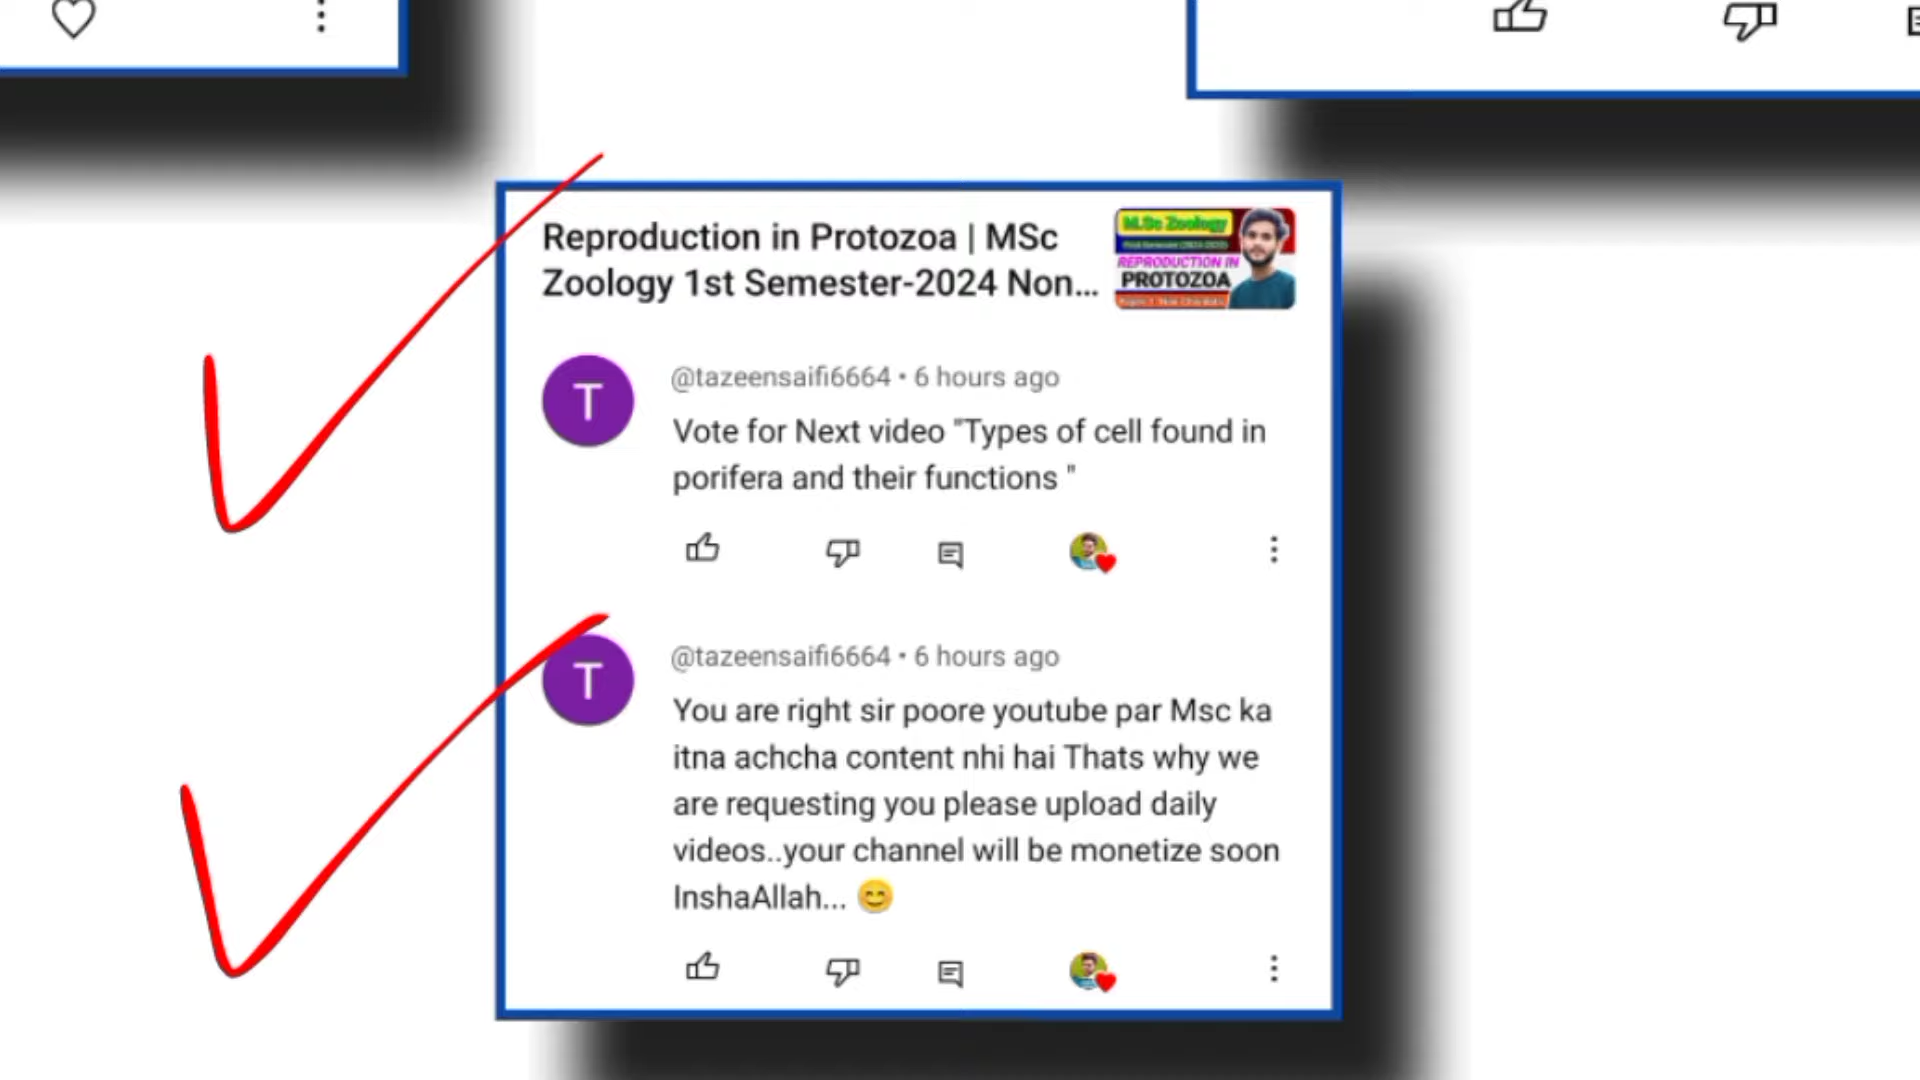 Reproduction in Protozoa | MSc
Zoology 1st Semester-2024 Non...
M.Sc Zoology
REPRODUCTION IN
PROTOZOA
T
@tazeensaifi6664 • 6 hours ago
Vote for Next video "Types of cell found in
porifera and their functions "
T
@tazeensaifi6664 • 6 hours ago
You are right sir poore youtube par Msc ka
itna achcha content nhi hai Thats why we
are requesting you please upload daily
videos..your channel will be monetize soon
InshaAllah... 😊